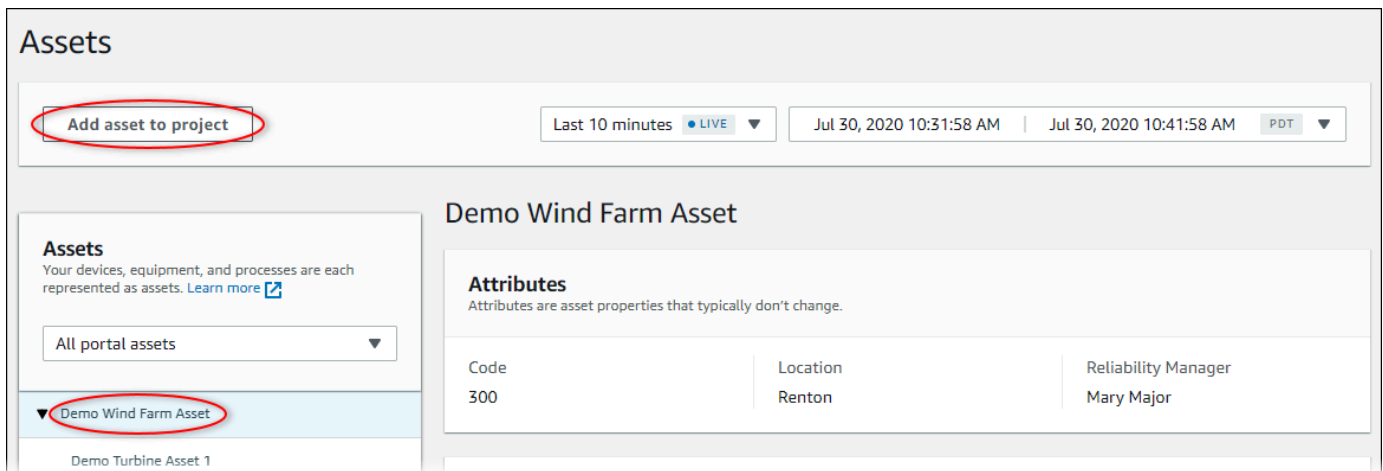 Assets
Add asset to project
Last 10 minutes ● LIVE ▼ Jul 30, 2020 10:31:58 AM | Jul 30, 2020 10:41:58 AM PDT ▼
Assets
Your devices, equipment, and processes are each
represented as assets. Learn more
All portal assets ▼
▼ Demo Wind Farm Asset
Demo Turbine Asset 1
Demo Wind Farm Asset
Attributes
Attributes are asset properties that typically don't change.
Code Location Reliability Manager
300 Renton Mary Major